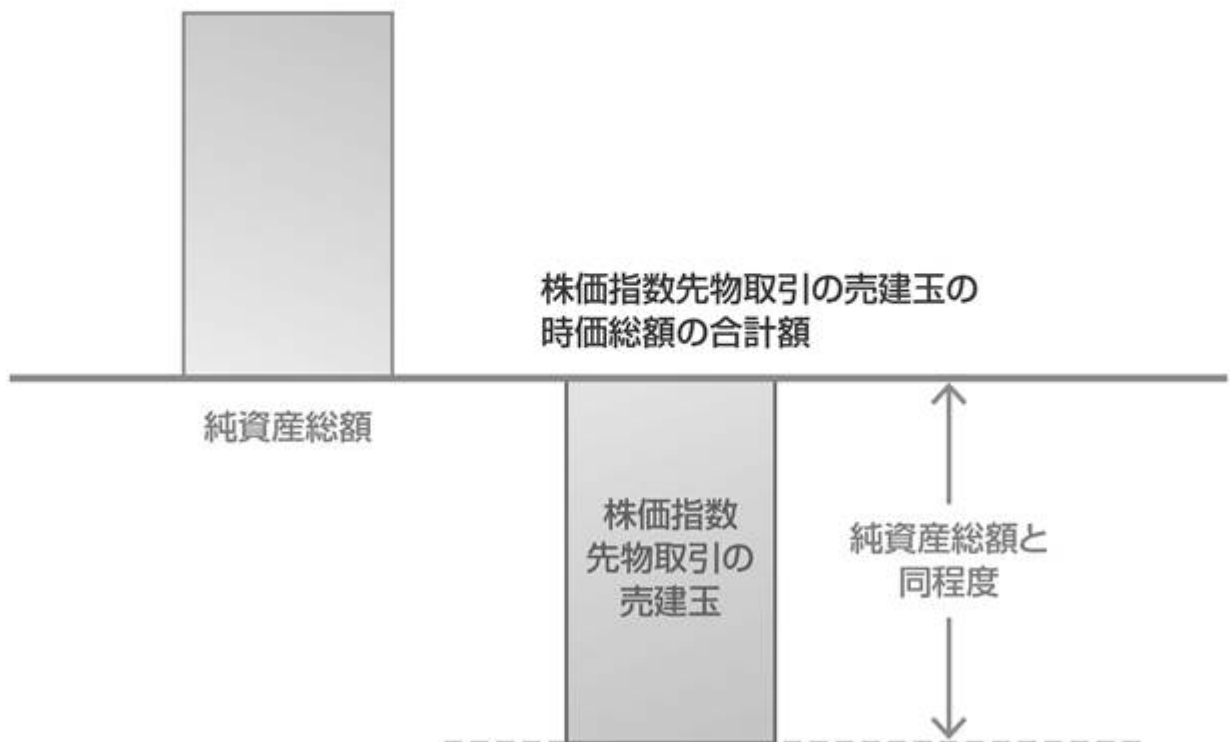 株価指数先物取引の売建玉の
時価総額の合計額
純資産総額
株価指数
先物取引の
売建玉
純資産総額と
同程度